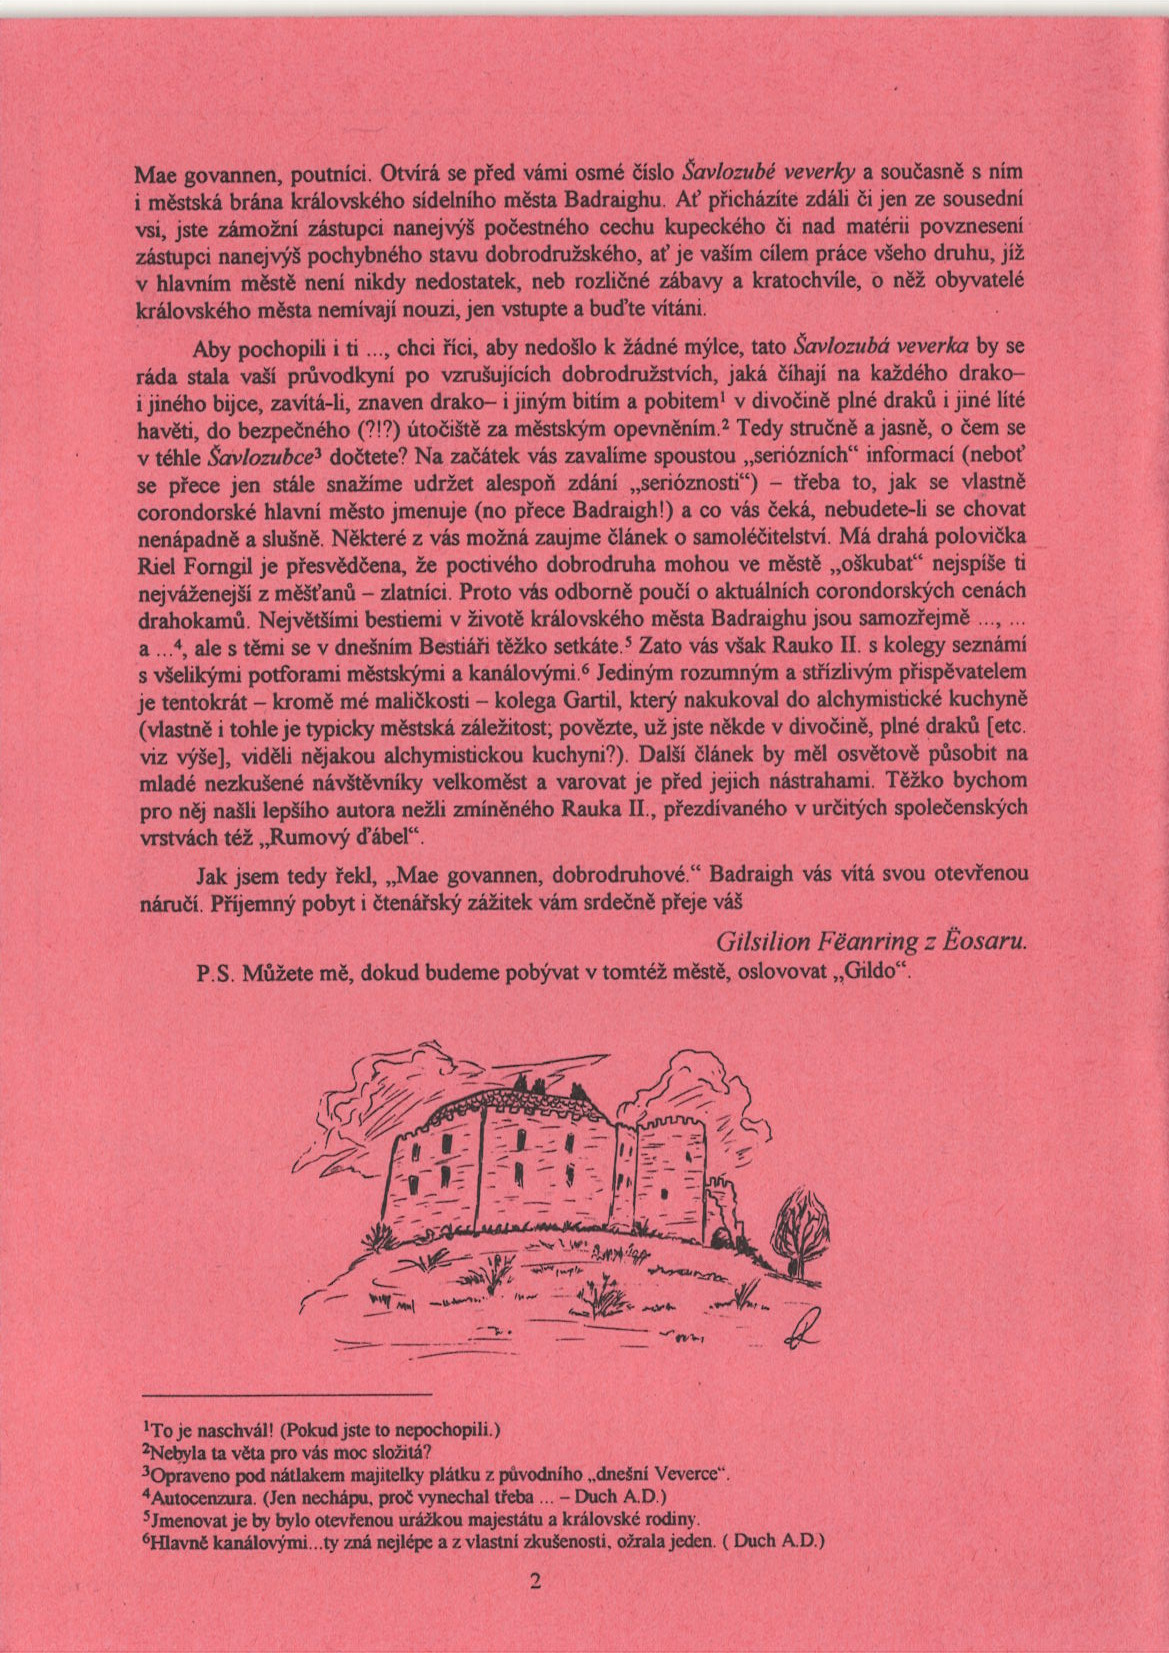 Mae govannen, poutníci. Otvírá se před vámi osmé číslo Šavlozubé veverky a současně s ním
i městská brána královského sídelního města Badraighu. Ať přicházíte zdáli či jen ze sousední
vsi, jste zámožní zástupci nanejvýš počestného cechu kupeckého či nad matérii povznesení
zástupci nanejvýš pochybného stavu dobrodružského, ať je vaším cílem práce všeho druhu, jíž
v hlavním městě není nikdy nedostatek, neb rozličné zábavy a kratochvíle, o něž obyvatelé
královského města nemívají nouzi, jen vstupte a buďte vítáni.
Aby pochopili i ti ..., chci říci, aby nedošlo k žádné mýlce, tato Šavlozubá veverka by se
ráda stala vaší průvodkyní po vzrušujících dobrodružstvích, jaká číhají na každého drako–
i jiného bijce, zavítá-li, znaven drako– i jiným bitím a pobitem¹ v divočině plné draků i jiné líté
havěti, do bezpečného (?!?) útočiště za městským opevněním.² Tedy stručně a jasně, o čem se
v téhle Šavlozubce³ dočtete? Na začátek vás zavalíme spoustou „seriózních“ informací (neboť
se přece jen stále snažíme udržet alespoň zdání „serióznosti“) – třeba to, jak se vlastně
corondorské hlavní město jmenuje (no přece Badraigh!) a co vás čeká, nebudete-li se chovat
nenápadně a slušně. Některé z vás možná zaujme článek o samoléčitelství. Má drahá polovička
Riel Forngil je přesvědčena, že poctivého dobrodruha mohou ve městě „oškubat“ nejspíše ti
nejváženejší z měšťanů – zlatníci. Proto vás odborně poučí o aktuálních corondorských cenách
drahokamů. Největšími bestiemi v životě královského města Badraighu jsou samozřejmě ..., ...
a ...⁴, ale s těmi se v dnešním Bestiáři těžko setkáte.⁵ Zato vás však Rauko II. s kolegy seznámí
s všelikými potforami městskými a kanálovými.⁶ Jediným rozumným a střízlivým přispěvatelem
je tentokrát – kromě mé maličkosti – kolega Gartil, který nakukoval do alchymistické kuchyně
(vlastně i tohle je typicky městská záležitost; povězte, už jste někde v divočině, plné draků [etc.
viz výše], viděli nějakou alchymistickou kuchyni?). Další článek by měl osvětově působit na
mladé nezkušené návštěvníky velkoměst a varovat je před jejich nástrahami. Těžko bychom
pro něj našli lepšího autora nežli zmíněného Rauka II., přezdívaného v určitých společenských
vrstvách též „Rumový ďábel“.
Jak jsem tedy řekl, „Mae govannen, dobrodruhové.“ Badraigh vás vítá svou otevřenou
náručí. Příjemný pobyt i čtenářský zážitek vám srdečně přeje váš
Gilsilion Fëanring z Ëosaru.
P.S. Můžete mě, dokud budeme pobývat v tomtéž městě, oslovovat „Gildo“.
¹To je naschvál! (Pokud jste to nepochopili.)
²Nebyla ta věta pro vás moc složitá?
³Opraveno pod nátlakem majitelky plátku z původního „dnešní Veverce“.
⁴Autocenzura. (Jen nechápu, proč vynechal třeba ... – Duch A.D.)
⁵Jmenovat je by bylo otevřenou urážkou majestátu a královské rodiny.
⁶Hlavně kanálovými...ty zná nejlépe a z vlastní zkušenosti, ožrala jeden. ( Duch A.D.)
2